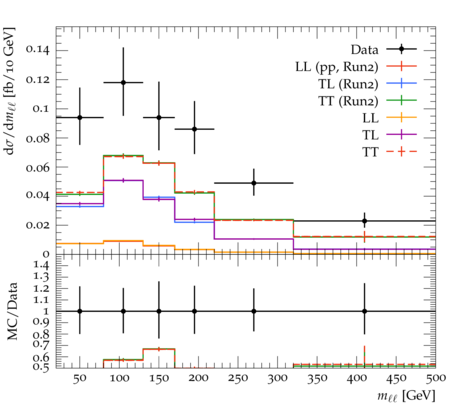 dσ/dmℓℓ [fb/10 GeV]
0.14
0.12
0.1
0.08
0.06
0.04
0.02
0
Data
LL (pp, Run2)
TL (Run2)
TT (Run2)
LL
TL
TT
MC/Data
1.4
1.3
1.2
1.1
1
0.9
0.8
0.7
0.6
0.5
50 100 150 200 250 300 350 400 450 500
mℓℓ [GeV]